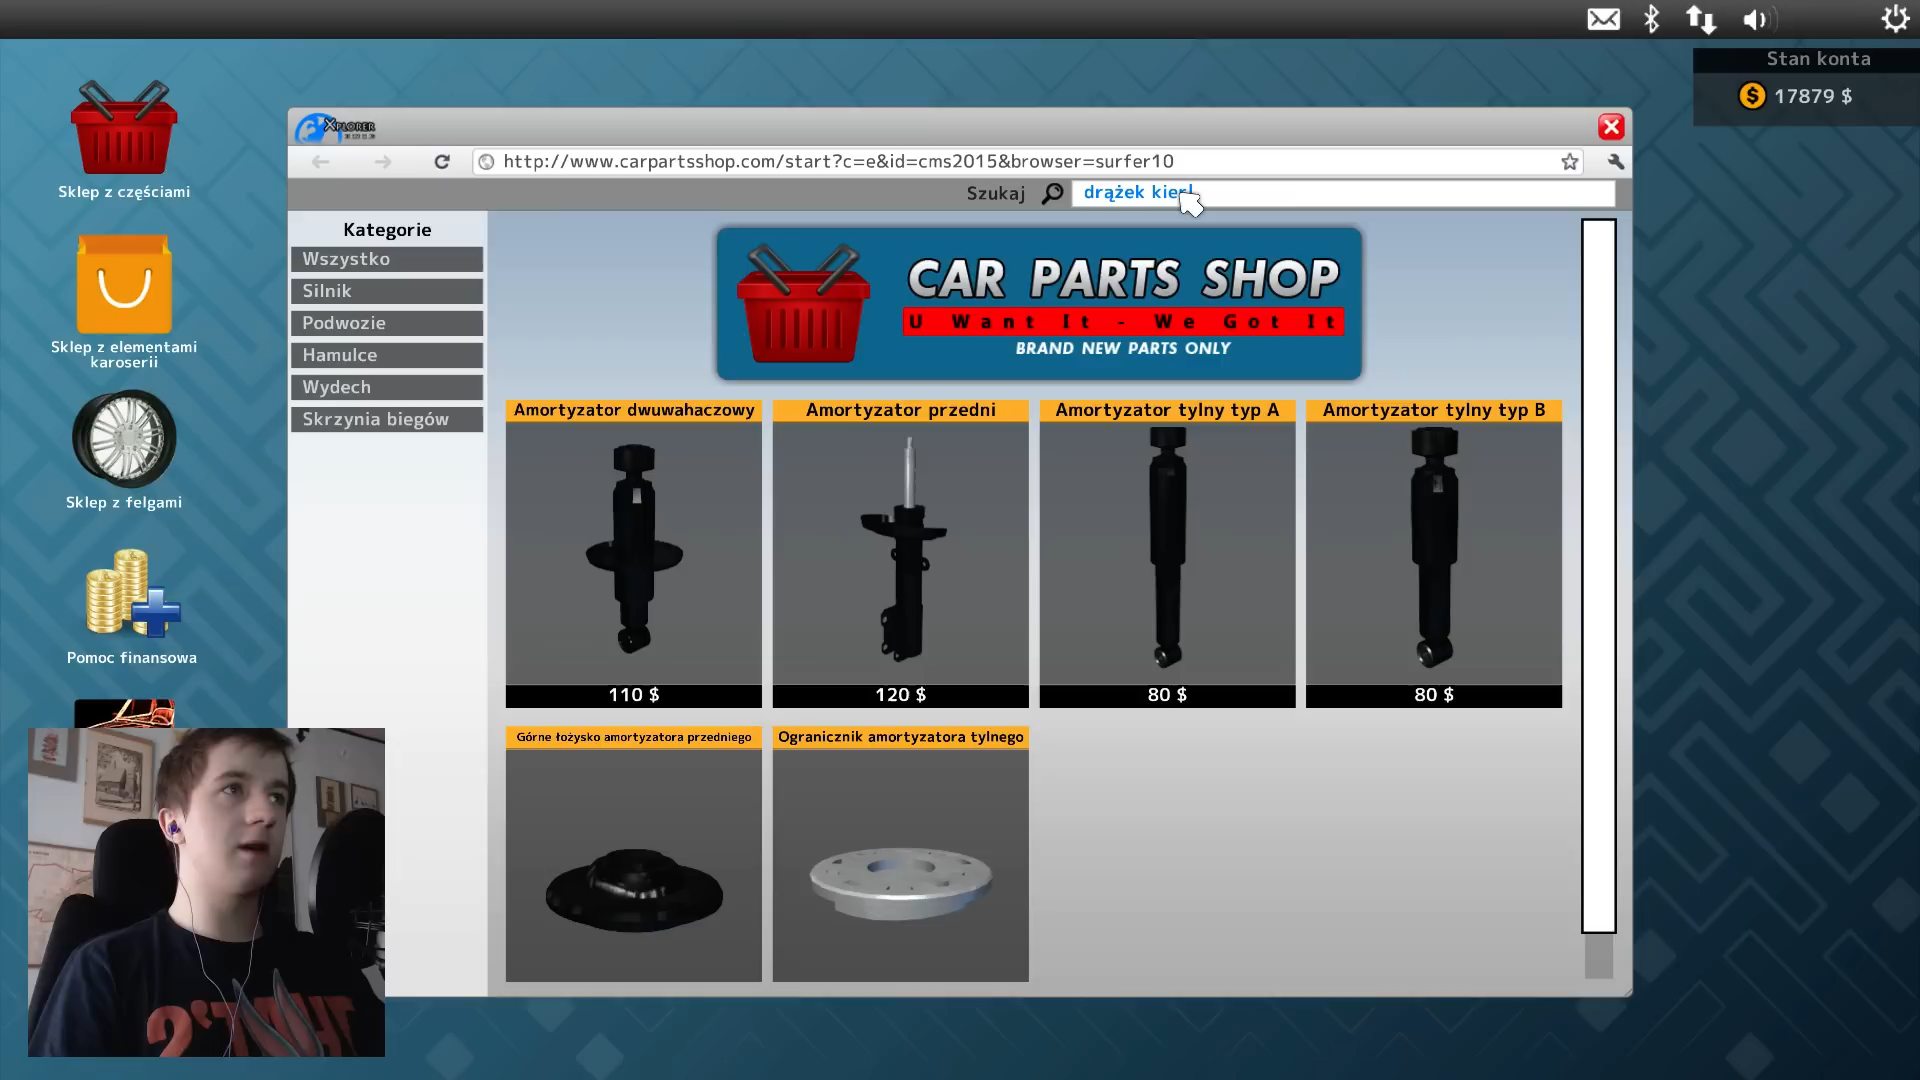 Stan konta
17879 $
Sklep z częściami
Sklep z elementami
karoserii
Sklep z felgami
Pomoc finansowa
XPLORER
http://www.carpartsshop.com/start?c=e&id=cms2015&browser=surfer10
Szukaj
drążek kier
Kategorie
Wszystko
Silnik
Podwozie
Hamulce
Wydech
Skrzynia biegów
CAR PARTS SHOP
U Want It - We Got It
BRAND NEW PARTS ONLY
Amortyzator dwuwahaczowy
Amortyzator przedni
Amortyzator tylny typ A
Amortyzator tylny typ B
110 $
120 $
80 $
80 $
Górne łożysko amortyzatora przedniego
Ogranicznik amortyzatora tylnego